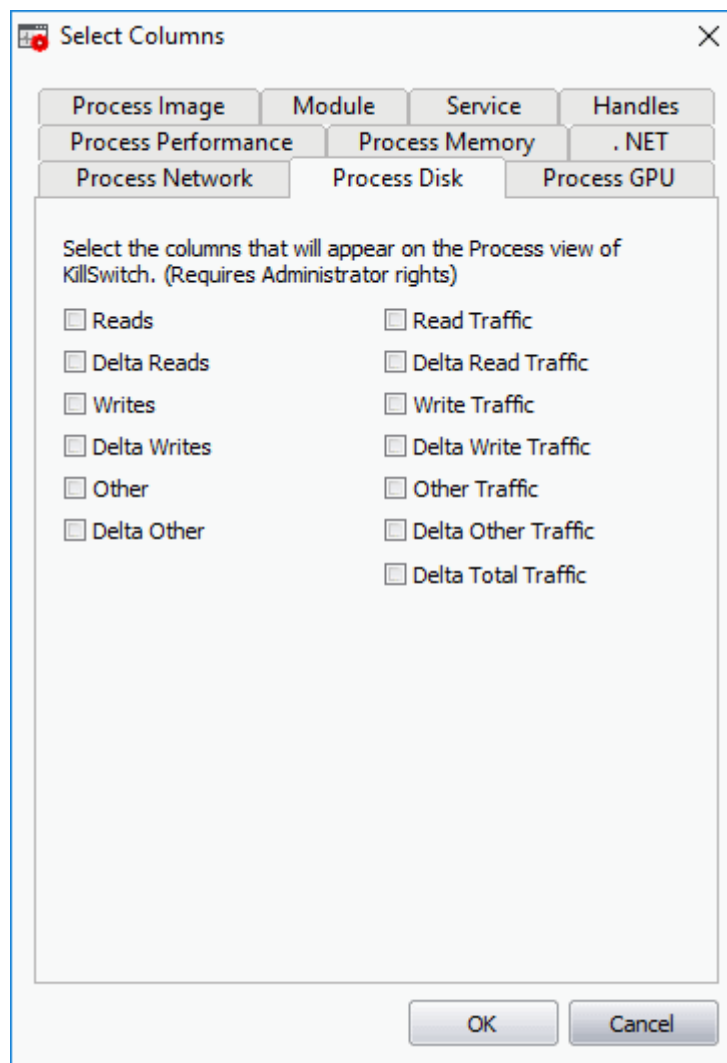 Select Columns
Process Image Module Service Handles
Process Performance Process Memory . NET
Process Network Process Disk Process GPU
Select the columns that will appear on the Process view of
KillSwitch. (Requires Administrator rights)
Reads Read Traffic
Delta Reads Delta Read Traffic
Writes Write Traffic
Delta Writes Delta Write Traffic
Other Other Traffic
Delta Other Delta Other Traffic
Delta Total Traffic
OK Cancel